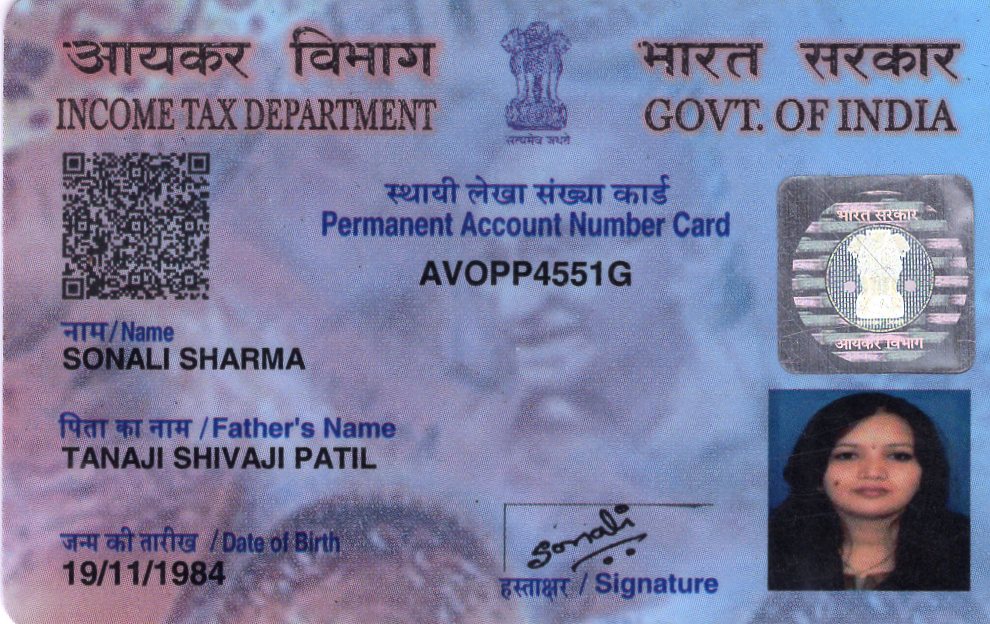 आयकर विभाग
INCOME TAX DEPARTMENT
सत्यमेव जयते
भारत सरकार
GOVT. OF INDIA
स्थायी लेखा संख्या कार्ड
Permanent Account Number Card
AVOPP4551G
भारत सरकार
आयकर विभाग
नाम/Name
SONALI SHARMA
पिता का नाम /Father's Name
TANAJI SHIVAJI PATIL
जन्म की तारीख /Date of Birth
19/11/1984
Sonali
हस्ताक्षर / Signature